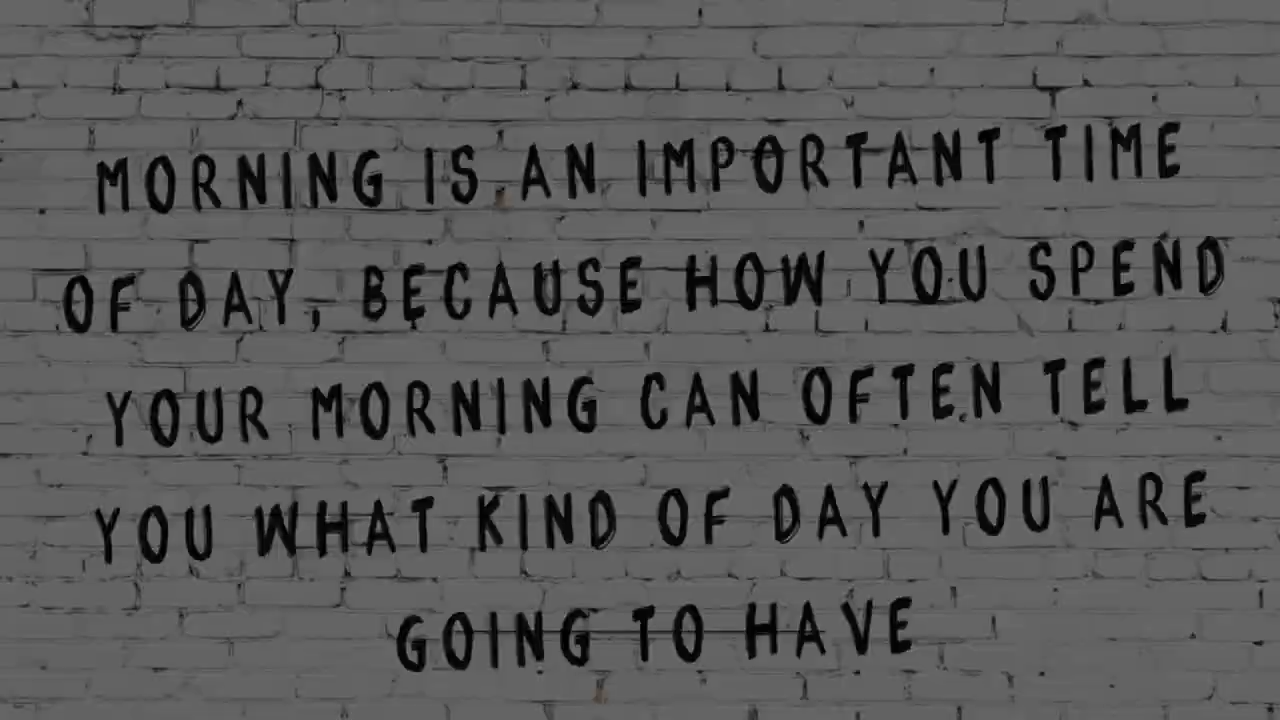 MORNING IS AN IMPORTANT TIME
OF DAY, BECAUSE HOW YOU SPEND
YOUR MORNING CAN OFTEN TELL
YOU WHAT KIND OF DAY YOU ARE
GOING TO HAVE